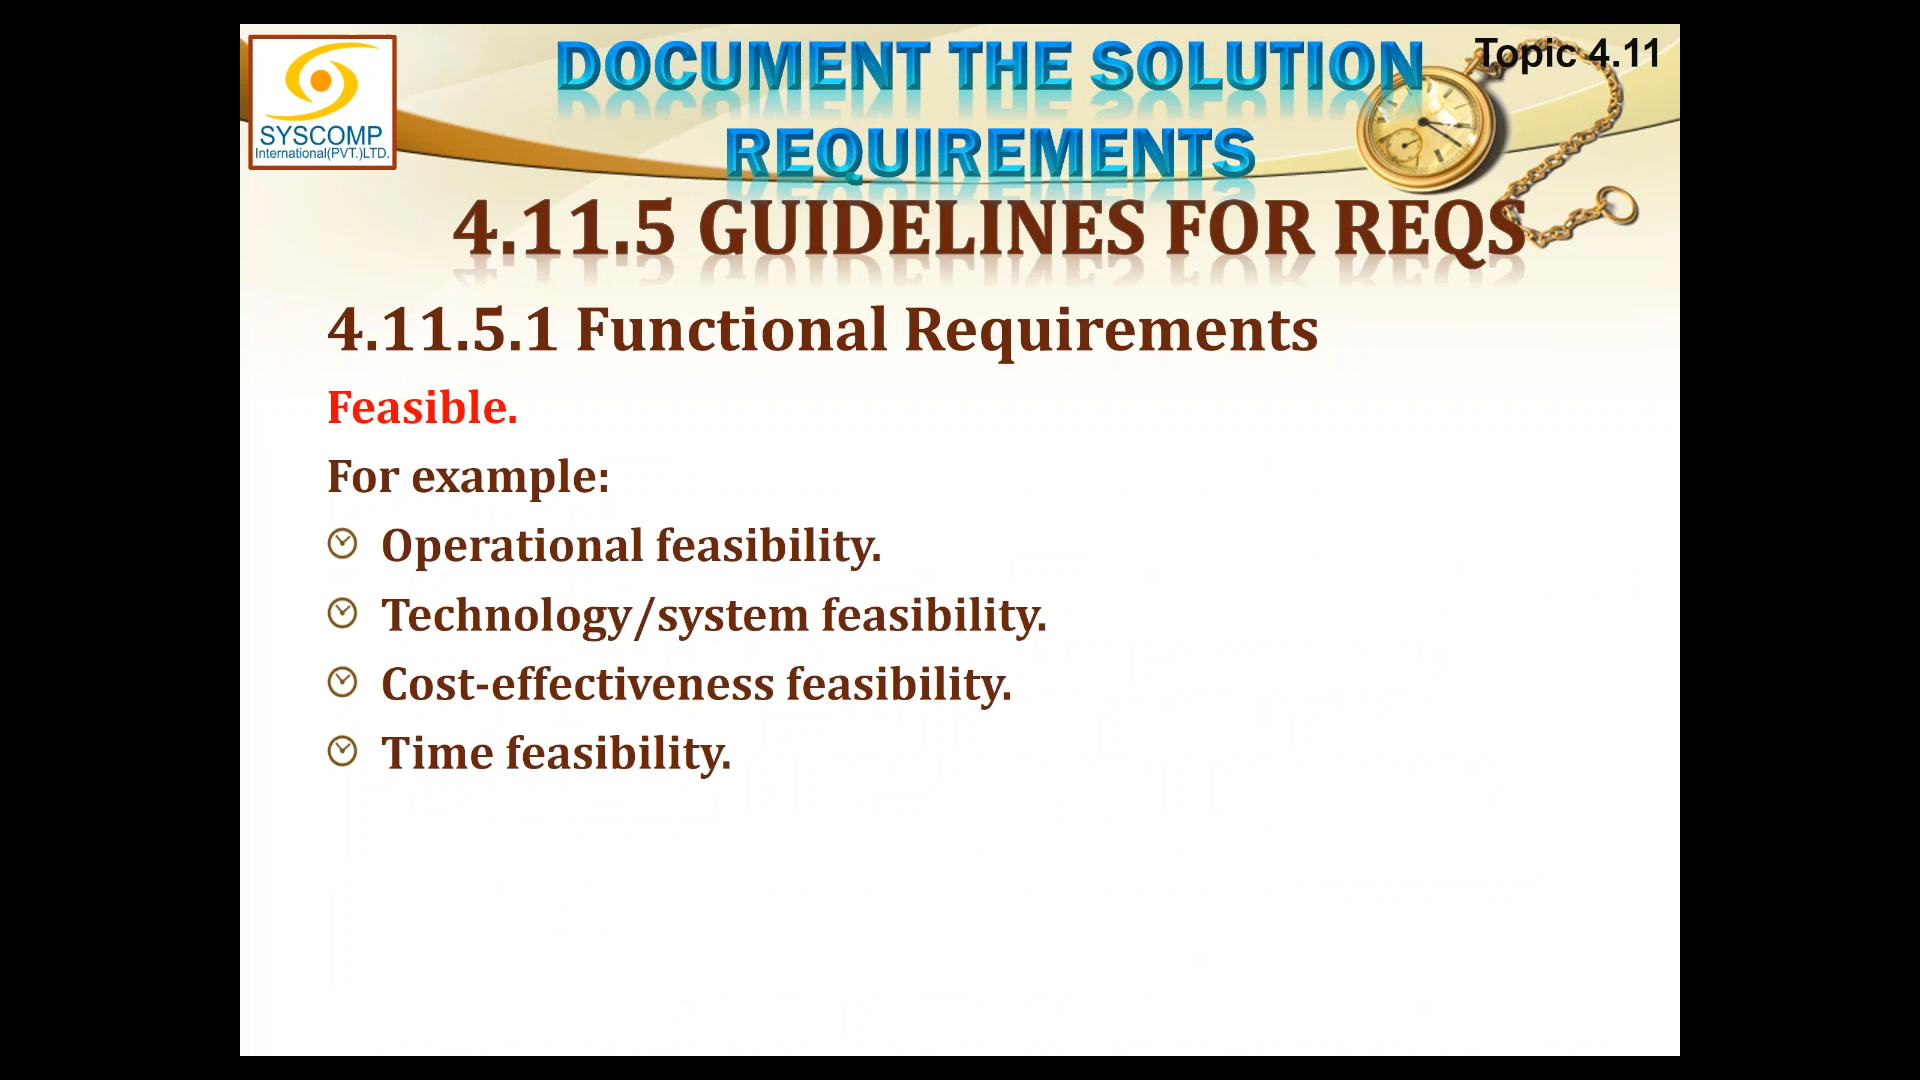 SYSCOMP
International(PVT.)LTD.
DOCUMENT THE SOLUTION
REQUIREMENTS
Topic 4.11
4.11.5 GUIDELINES FOR REQS
4.11.5.1 Functional Requirements
Feasible.
For example:
Operational feasibility.
Technology/system feasibility.
Cost-effectiveness feasibility.
Time feasibility.